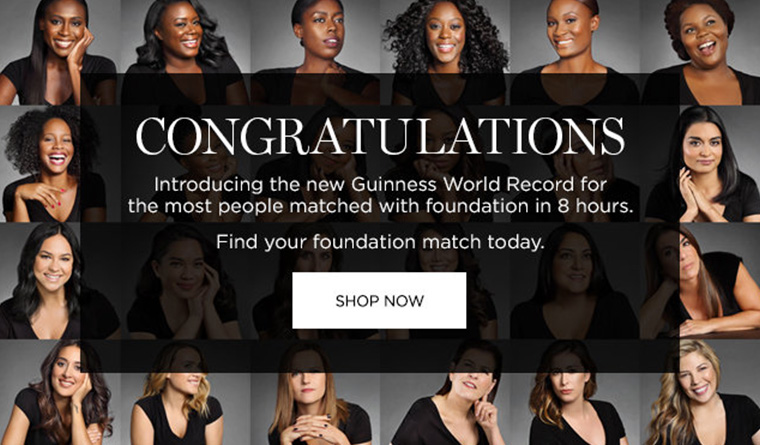 CONGRATULATIONS
Introducing the new Guinness World Record for
the most people matched with foundation in 8 hours.
Find your foundation match today.
SHOP NOW